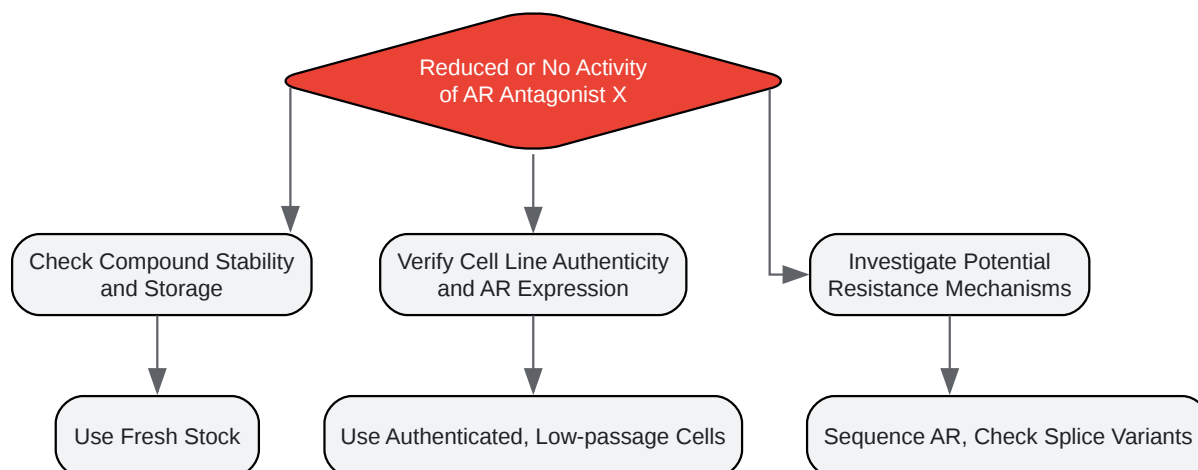 Reduced or No Activity
of AR Antagonist X
Check Compound Stability
and Storage
Verify Cell Line Authenticity
and AR Expression
Investigate Potential
Resistance Mechanisms
Use Fresh Stock
Use Authenticated, Low-passage Cells
Sequence AR, Check Splice Variants